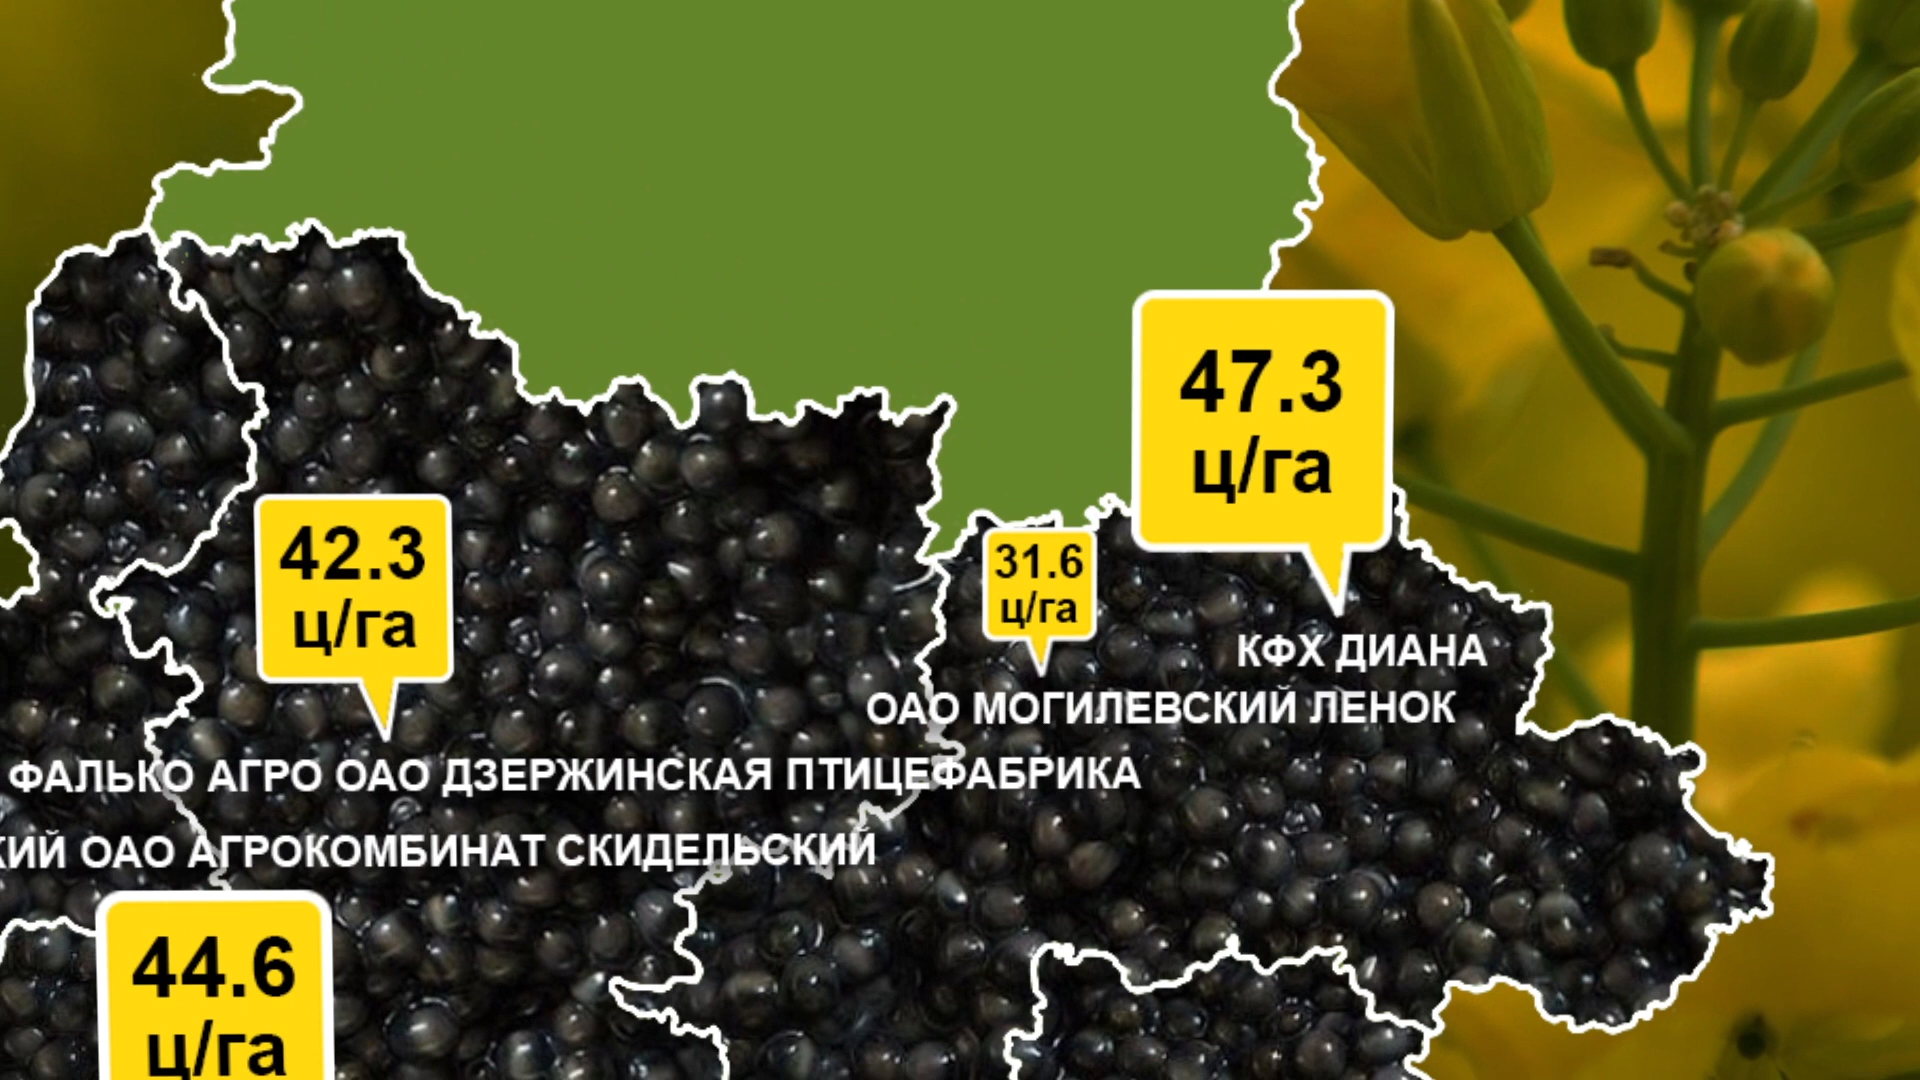 47.3
ц/га
42.3
ц/га
31.6
ц/га
КФХ ДИАНА
ОАО МОГИЛЕВСКИЙ ЛЕНОК
ФАЛЬКО АГРО ОАО ДЗЕРЖИНСКАЯ ПТИЦЕФАБРИКА
ОАО АГРОКОМБИНАТ СКИДЕЛЬСКИЙ
44.6
ц/га